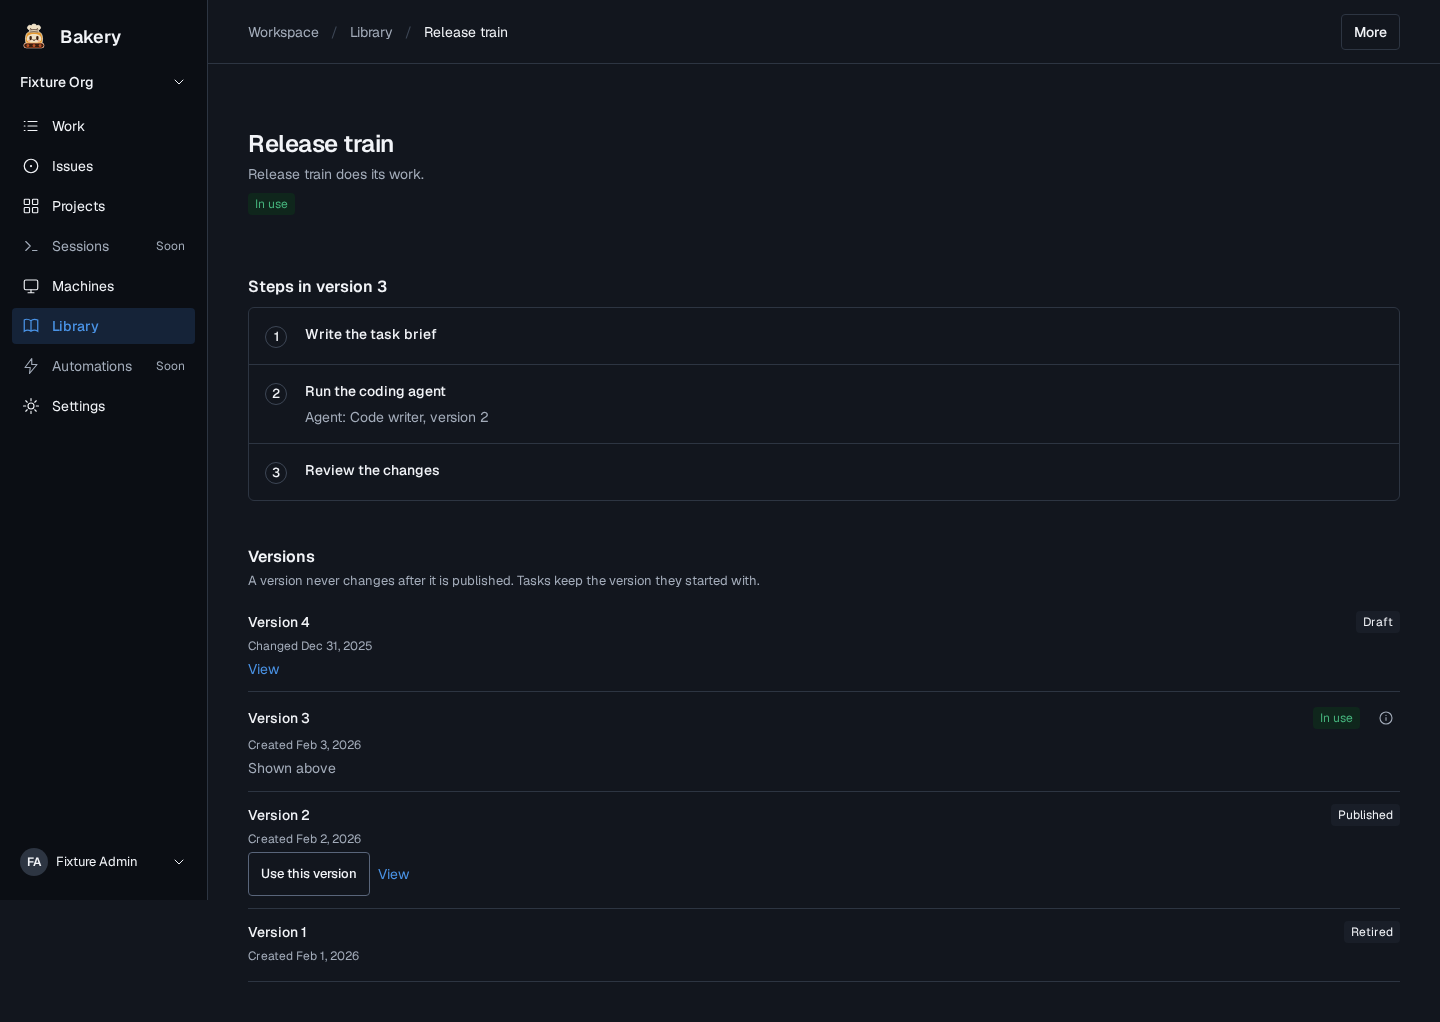 Bakery
Fixture Org
Work
Issues
Projects
Sessions Soon
Machines
Library
Automations Soon
Settings
FA Fixture Admin
Workspace / Library / Release train
More
Release train
Release train does its work.
In use
Steps in version 3
1 Write the task brief
2 Run the coding agent
Agent: Code writer, version 2
3 Review the changes
Versions
A version never changes after it is published. Tasks keep the version they started with.
Version 4 Draft
Changed Dec 31, 2025
View
Version 3 In use
Created Feb 3, 2026
Shown above
Version 2 Published
Created Feb 2, 2026
Use this version View
Version 1 Retired
Created Feb 1, 2026